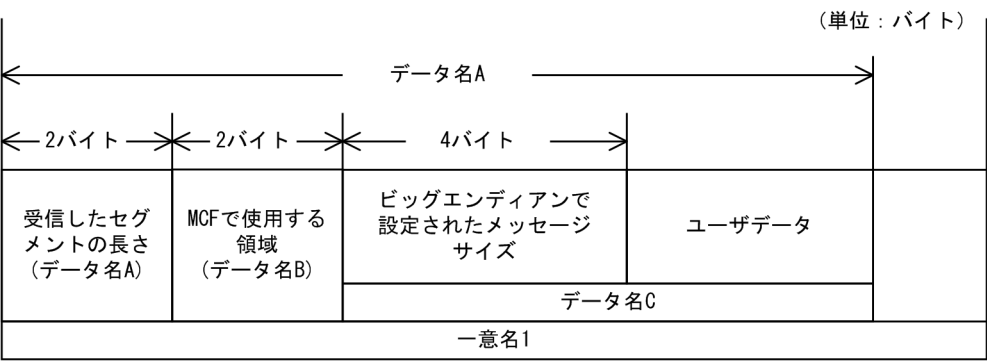 （単位：バイト）
データ名A
2バイト
2バイト
4バイト
受信したセグ
メントの長さ
（データ名A）
MCFで使用する
領域
（データ名B）
ビッグエンディアンで
設定されたメッセージ
サイズ
ユーザデータ
データ名C
一意名1